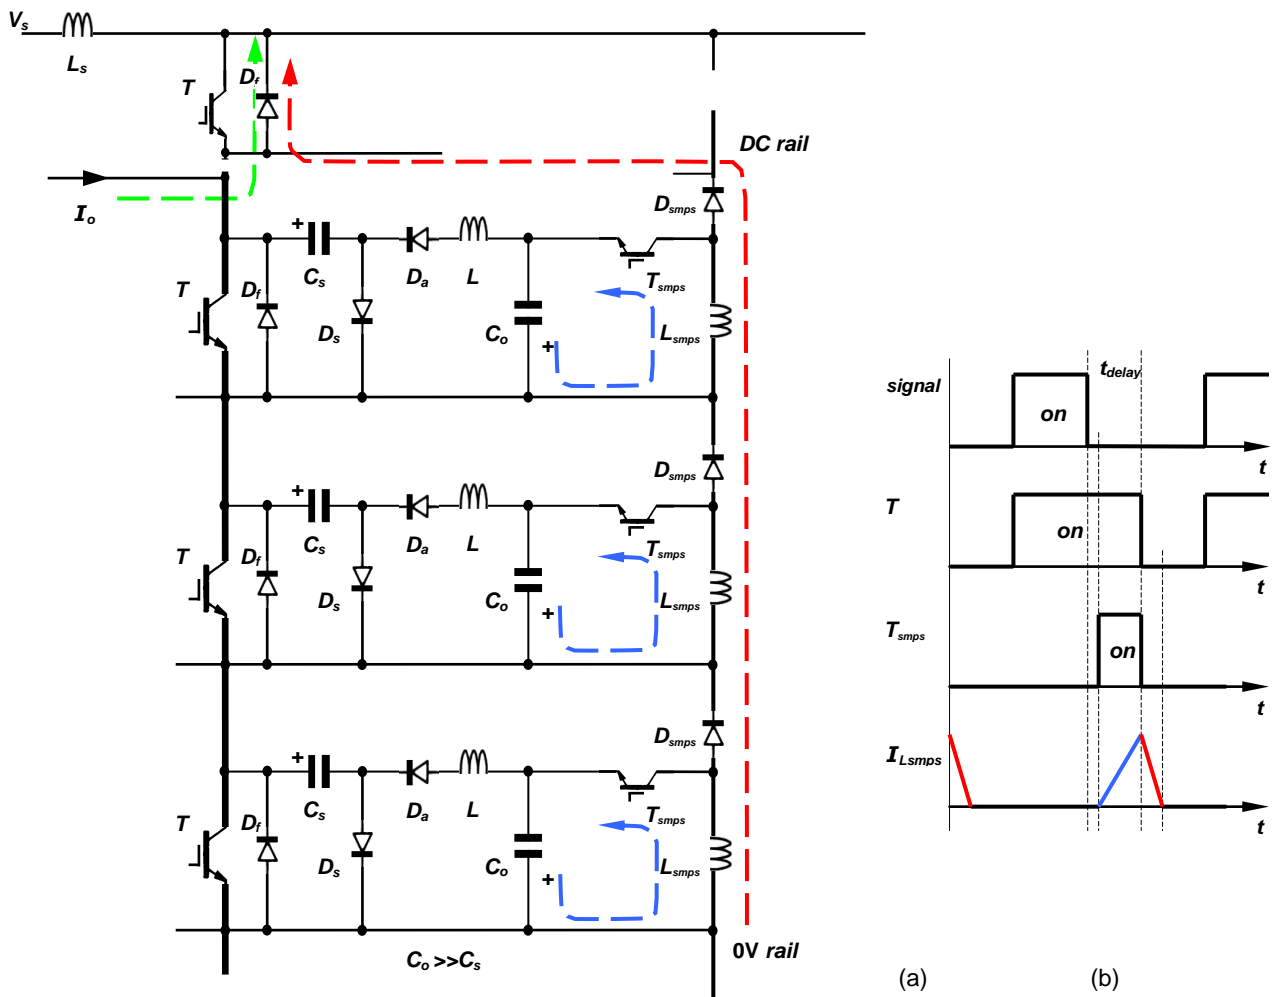 Vs
Ls
T
Df
DC rail
Io
Dsmps
+
Cs
Da
L
Tsmps
T
Df
Ds
Co
+
Lsmps
signal
on
tdelay
t
Dsmps
+
Cs
Da
L
Tsmps
T
Df
Ds
Co
+
Lsmps
T
on
t
Tsmps
on
t
Dsmps
+
Cs
Da
L
Tsmps
T
Df
Ds
Co
+
Lsmps
ILsmps
t
Co >>Cs
0V rail
(a)
(b)